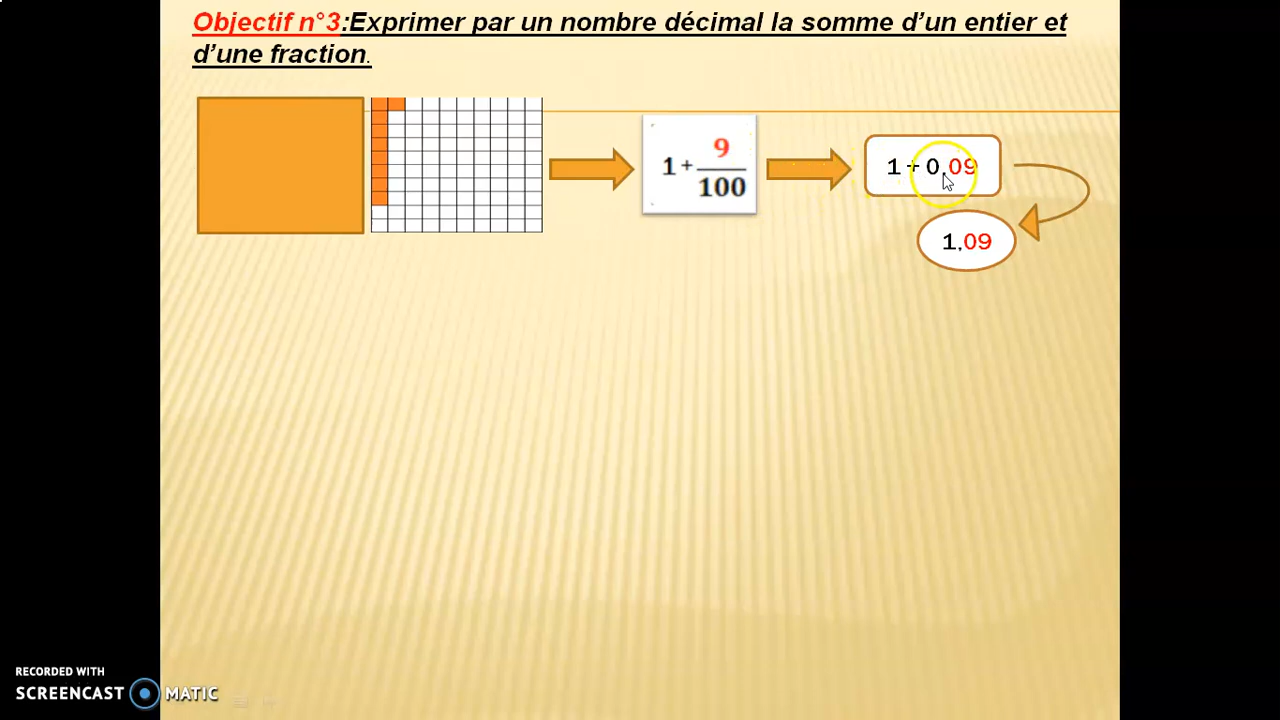 Objectif n°3:Exprimer par un nombre décimal la somme d'un entier et
d'une fraction.
1 + 9/100
1 + 0,09
1,09
RECORDED WITH
SCREENCAST MATIC